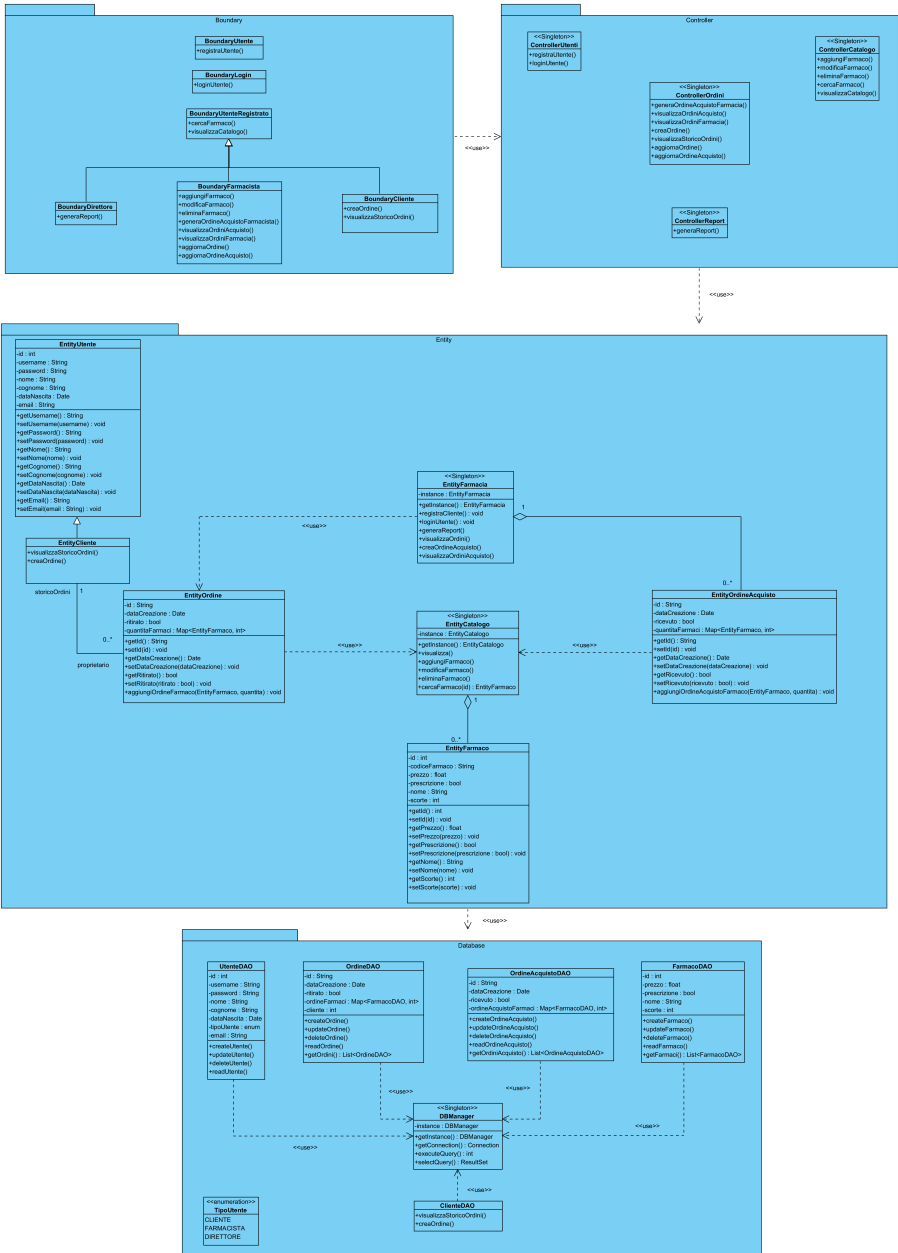 Boundary
BoundaryUtente
+registraUtente()
BoundaryLogin
+loginUtente()
BoundaryUtenteRegistrato
+cercaFarmaco()
+visualizzaCatalogo()
BoundaryDirettore
+generaReport()
BoundaryFarmacista
+aggiungiFarmaco()
+modificaFarmaco()
+eliminaFarmaco()
+generaOrdineAcquistoFarmacista()
+visualizzaOrdiniAcquisto()
+visualizzaOrdiniFarmacia()
+aggiornaOrdine()
+aggiornaOrdineAcquisto()
BoundaryCliente
+creaOrdine()
+visualizzaStoricoOrdini()
<<use>>
Controller
<<Singleton>>
ControllerUtenti
+registraUtente()
+loginUtente()
<<Singleton>>
ControllerCatalogo
+aggiungiFarmaco()
+modificaFarmaco()
+eliminaFarmaco()
+cercaFarmaco()
+visualizzaCatalogo()
<<Singleton>>
ControllerOrdini
+generaOrdineAcquistoFarmacia()
+visualizzaOrdiniAcquisto()
+visualizzaOrdiniFarmacia()
+creaOrdine()
+visualizzaStoricoOrdini()
+aggiornaOrdine()
+aggiornaOrdineAcquisto()
<<Singleton>>
ControllerReport
+generaReport()
<<use>>
Entity
EntityUtente
-id : int
-username : String
-password : String
-nome : String
-cognome : String
-dataNascita : Date
-email : String
+getUsername() : String
+setUsername(username) : void
+getPassword() : String
+setPassword(password) : void
+getNome() : String
+setNome(nome) : void
+getCognome() : String
+setCognome(cognome) : void
+getDataNascita() : Date
+setDataNascita(dataNascita) : void
+getEmail() : String
+setEmail(email : String) : void
EntityCliente
+visualizzaStoricoOrdini()
+creaOrdine()
storicoOrdini
1
0..*
proprietario
<<Singleton>>
EntityFarmacia
-instance : EntityFarmacia
+getInstance() : EntityFarmacia
+registraCliente() : void
+loginUtente() : void
+generaReport()
+visualizzaOrdini()
+creaOrdineAcquisto()
+visualizzaOrdiniAcquisto()
<<use>>
1
0..*
EntityOrdine
-id : String
-dataCreazione : Date
-ritirato : bool
-quantitaFarmaci : Map<EntityFarmaco, int>
+getId() : String
+setId(id) : void
+getDataCreazione() : Date
+setDataCreazione(dataCreazione) : void
+getRitirato() : bool
+setRitirato(ritirato : bool) : void
+aggiungiOrdineFarmaco(EntityFarmaco, quantita) : void
<<use>>
<<Singleton>>
EntityCatalogo
-instance : EntityCatalogo
+getInstance() : EntityCatalogo
+visualizza()
+aggiungiFarmaco()
+modificaFarmaco()
+eliminaFarmaco()
+cercaFarmaco(id) : EntityFarmaco
<<use>>
EntityOrdineAcquisto
-id : String
-dataCreazione : Date
-ricevuto : bool
-quantitaFarmaci : Map<EntityFarmaco, int>
+getId() : String
+setId(id) : void
+getDataCreazione() : Date
+setDataCreazione(dataCreazione) : void
+getRicevuto() : bool
+setRicevuto(ricevuto : bool) : void
+aggiungiOrdineAcquistoFarmaco(EntityFarmaco, quantita) : void
1
0..*
EntityFarmaco
-id : int
-codiceFarmaco : String
-prezzo : float
-prescrizione : bool
-nome : String
-scorte : int
+getId() : int
+setId(id) : void
+getPrezzo() : float
+setPrezzo(prezzo) : void
+getPrescrizione() : bool
+setPrescrizione(prescrizione : bool) : void
+getNome() : String
+setNome(nome) : void
+getScorte() : int
+setScorte(scorte) : void
<<use>>
Database
UtenteDAO
-id : int
-username : String
-password : String
-nome : String
-cognome : String
-dataNascita : Date
-tipoUtente : enum
-email : String
+createUtente()
+updateUtente()
+deleteUtente()
+readUtente()
OrdineDAO
-id : String
-dataCreazione : Date
-ritirato : bool
-ordineFarmaci : Map<FarmacoDAO, int>
-cliente : int
+createOrdine()
+updateOrdine()
+deleteOrdine()
+readOrdine()
+getOrdini() : List<OrdineDAO>
OrdineAcquistoDAO
-id : String
-dataCreazione : Date
-ricevuto : bool
-ordineAcquistoFarmaci : Map<FarmacoDAO, int>
+createOrdineAcquisto()
+updateOrdineAcquisto()
+deleteOrdineAcquisto()
+readOrdineAcquisto()
+getOrdiniAcquisto() : List<OrdineAcquistoDAO>
FarmacoDAO
-id : int
-prezzo : float
-prescrizione : bool
-nome : String
-scorte : int
+createFarmaco()
+updateFarmaco()
+deleteFarmaco()
+readFarmaco()
+getFarmaci() : List<FarmacoDAO>
<<use>>
<<use>>
<<use>>
<<use>>
<<Singleton>>
DBManager
-instance : DBManager
+getInstance() : DBManager
+getConnection() : Connection
+executeQuery() : int
+selectQuery() : ResultSet
<<use>>
ClienteDAO
+visualizzaStoricoOrdini()
+creaOrdine()
<<enumeration>>
TipoUtente
CLIENTE
FARMACISTA
DIRETTORE